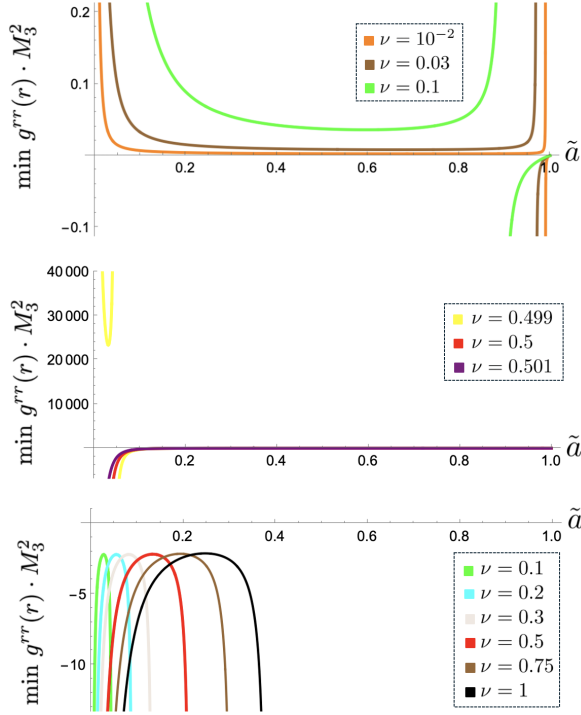 min g^{rr}(r) · M_3^2
0.2
0.1
-0.1
0.2
0.4
0.6
0.8
1.0
ã
ν = 10^{-2}
ν = 0.03
ν = 0.1
min g^{rr}(r) · M_3^2
40 000
30 000
20 000
10 000
0.2
0.4
0.6
0.8
1.0
ã
ν = 0.499
ν = 0.5
ν = 0.501
min g^{rr}(r) · M_3^2
-5
-10
0.2
0.4
0.6
0.8
1.0
ã
ν = 0.1
ν = 0.2
ν = 0.3
ν = 0.5
ν = 0.75
ν = 1